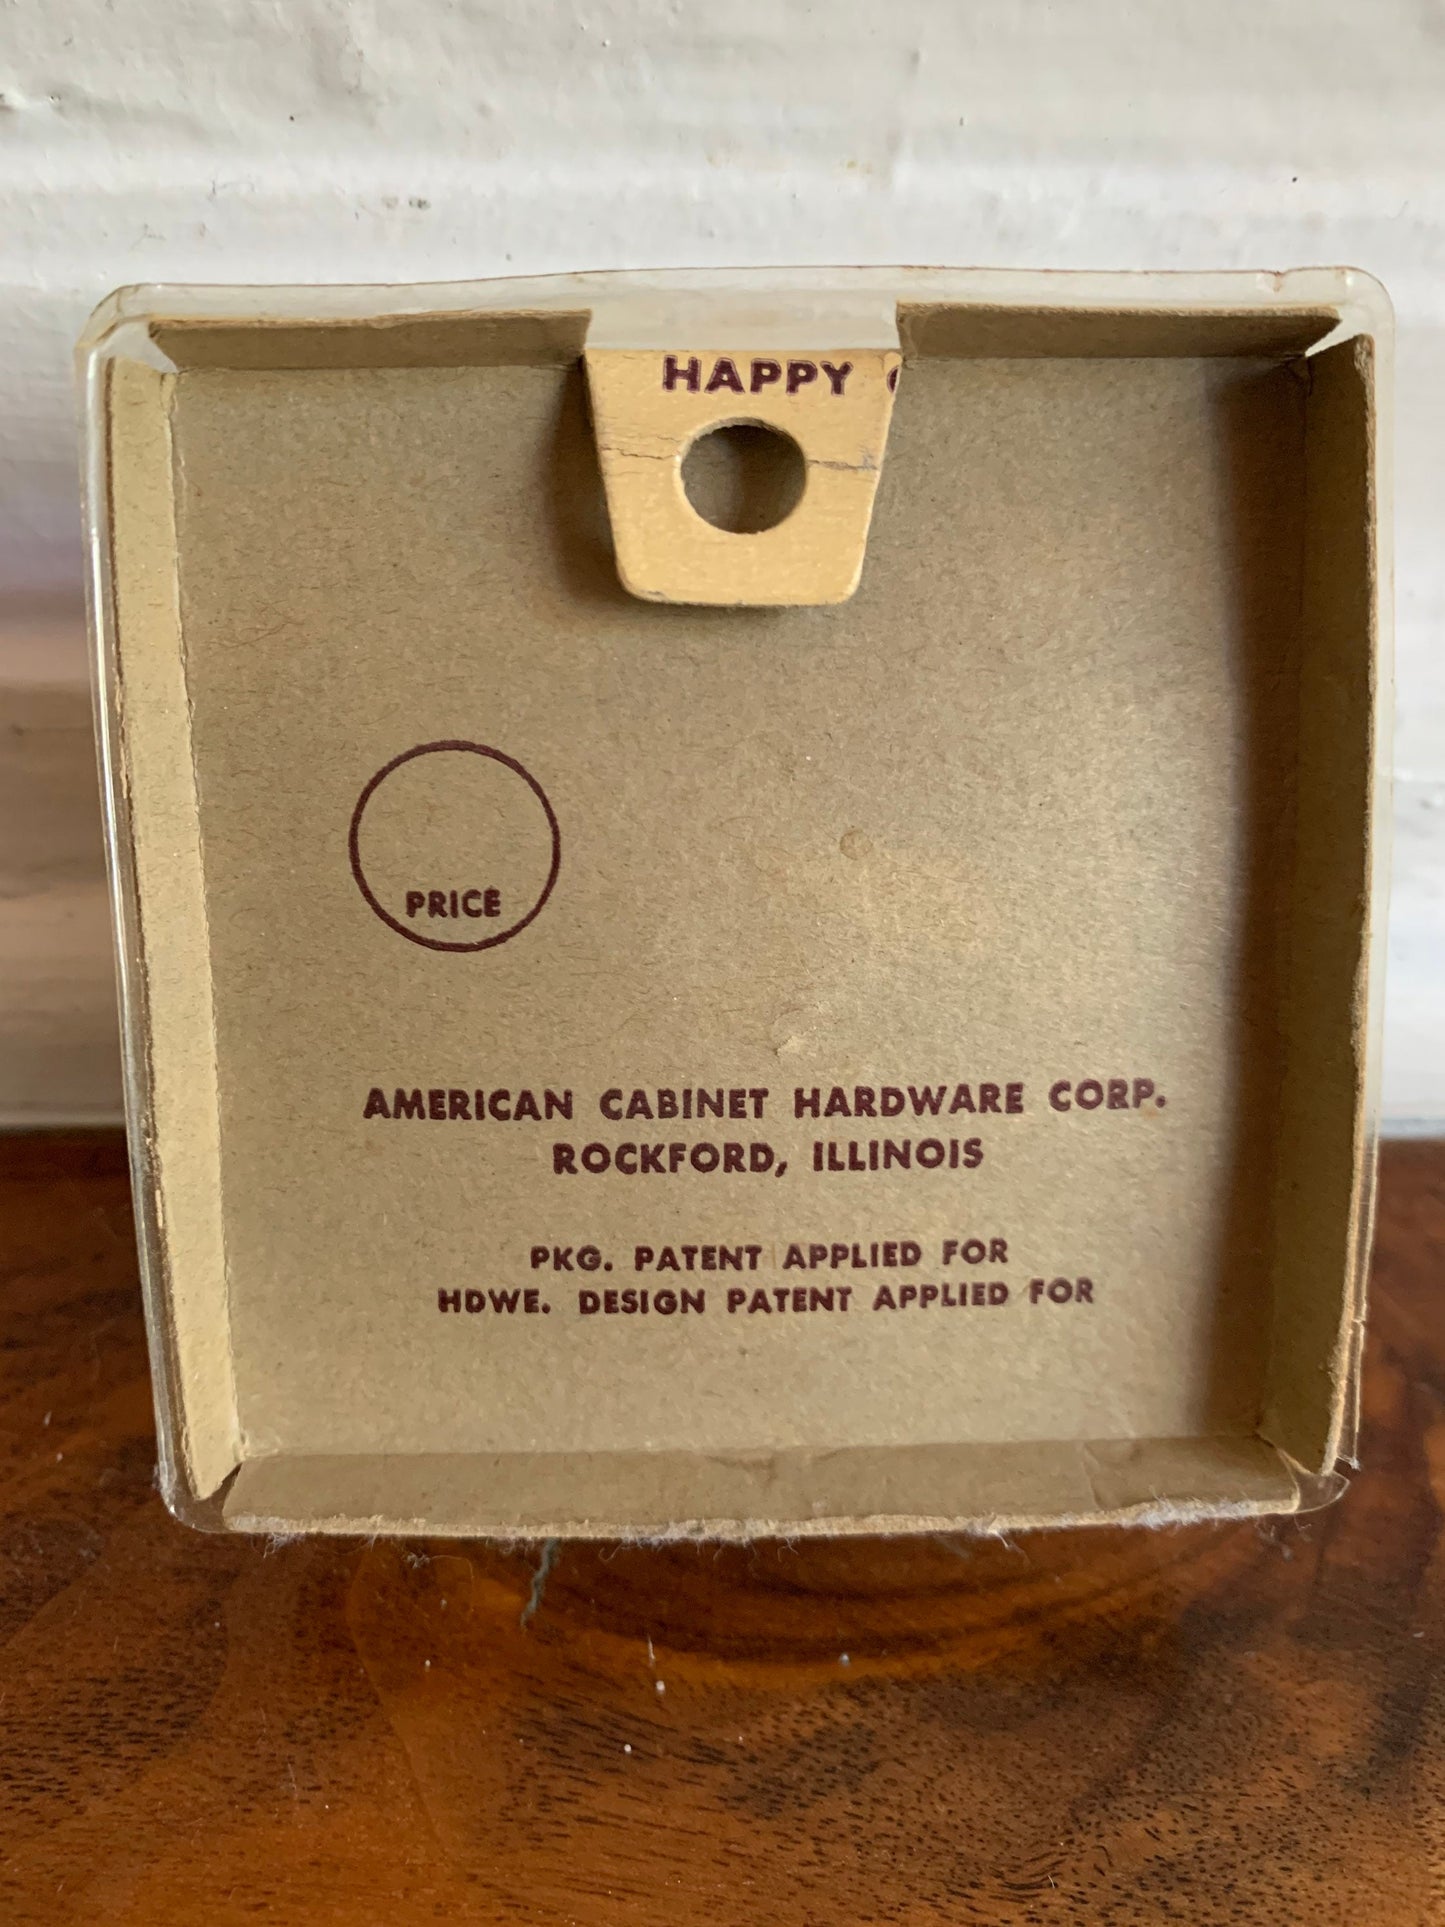 HAPPY
PRICE
AMERICAN CABINET HARDWARE CORP.
ROCKFORD, ILLINOIS
PKG. PATENT APPLIED FOR
HDWE. DESIGN PATENT APPLIED FOR